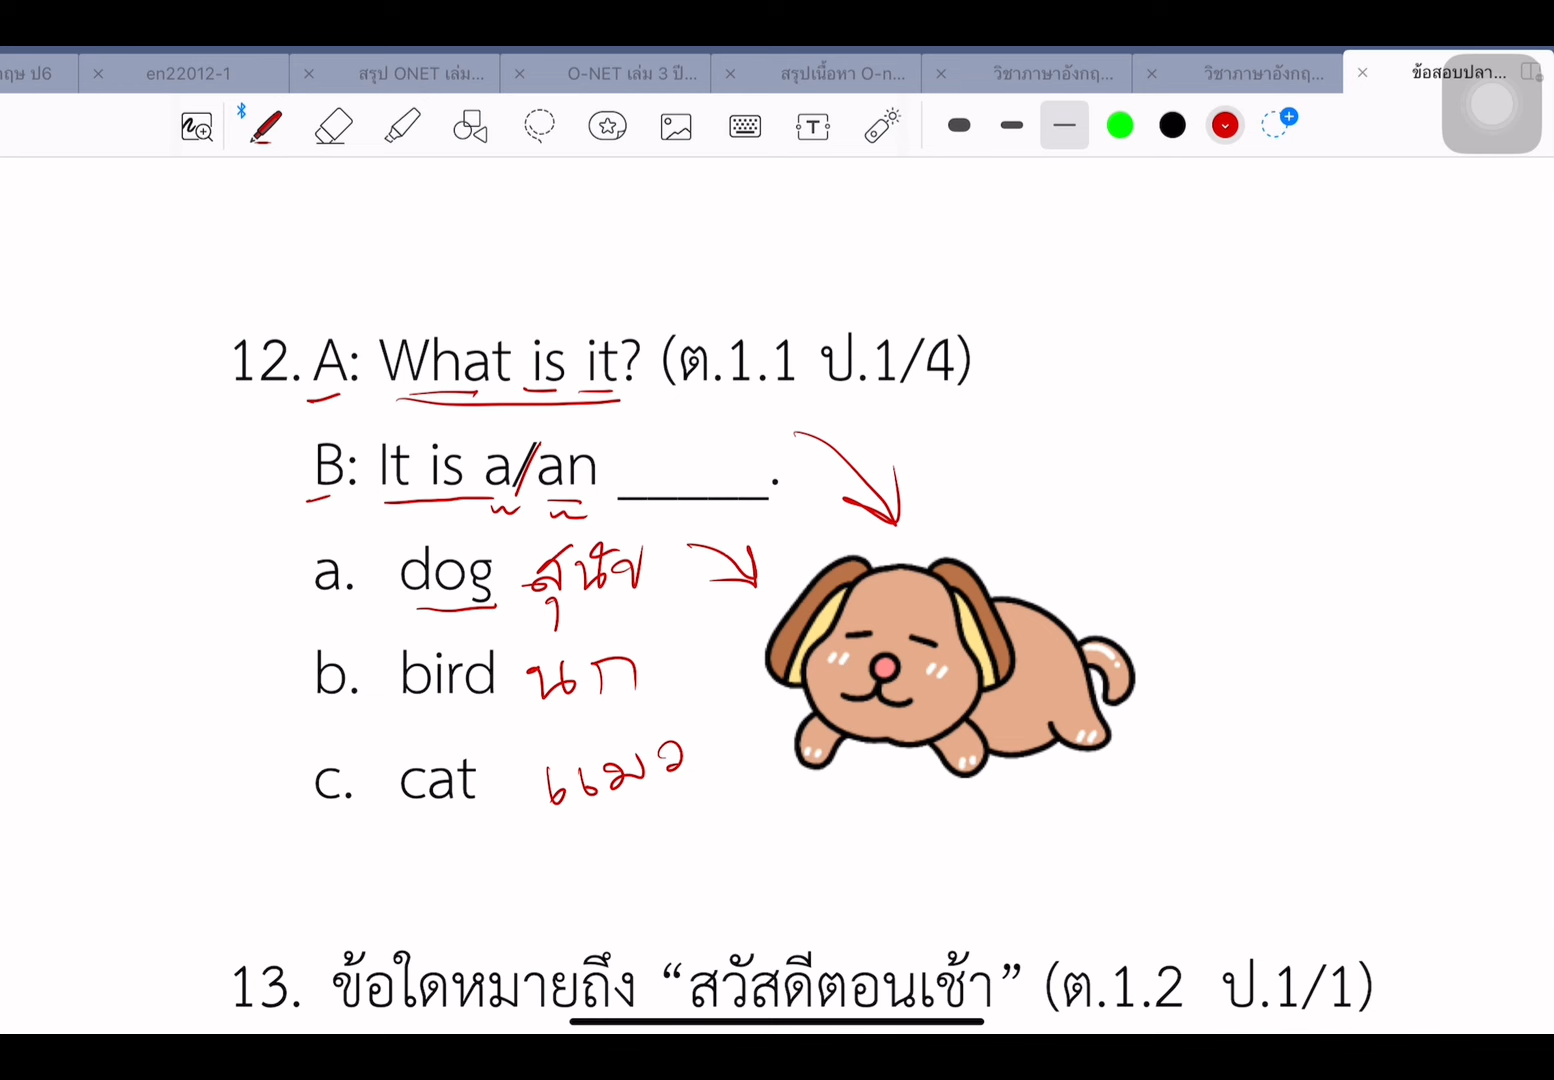 ฤษ ป6 × en22012-1 × สรุป ONET เล่ม... × O-NET เล่ม 3 ปี... × สรุปเนื้อหา O-n... × วิชาภาษาอังกฤ... × วิชาภาษาอังกฤ... × ข้อสอบปลา...
12. A: What is it? (ต.1.1 ป.1/4)
B: It is a/an _____.
a. dog สุนัข
b. bird นก
c. cat แมว
13. ข้อใดหมายถึง “สวัสดีตอนเช้า” (ต.1.2 ป.1/1)